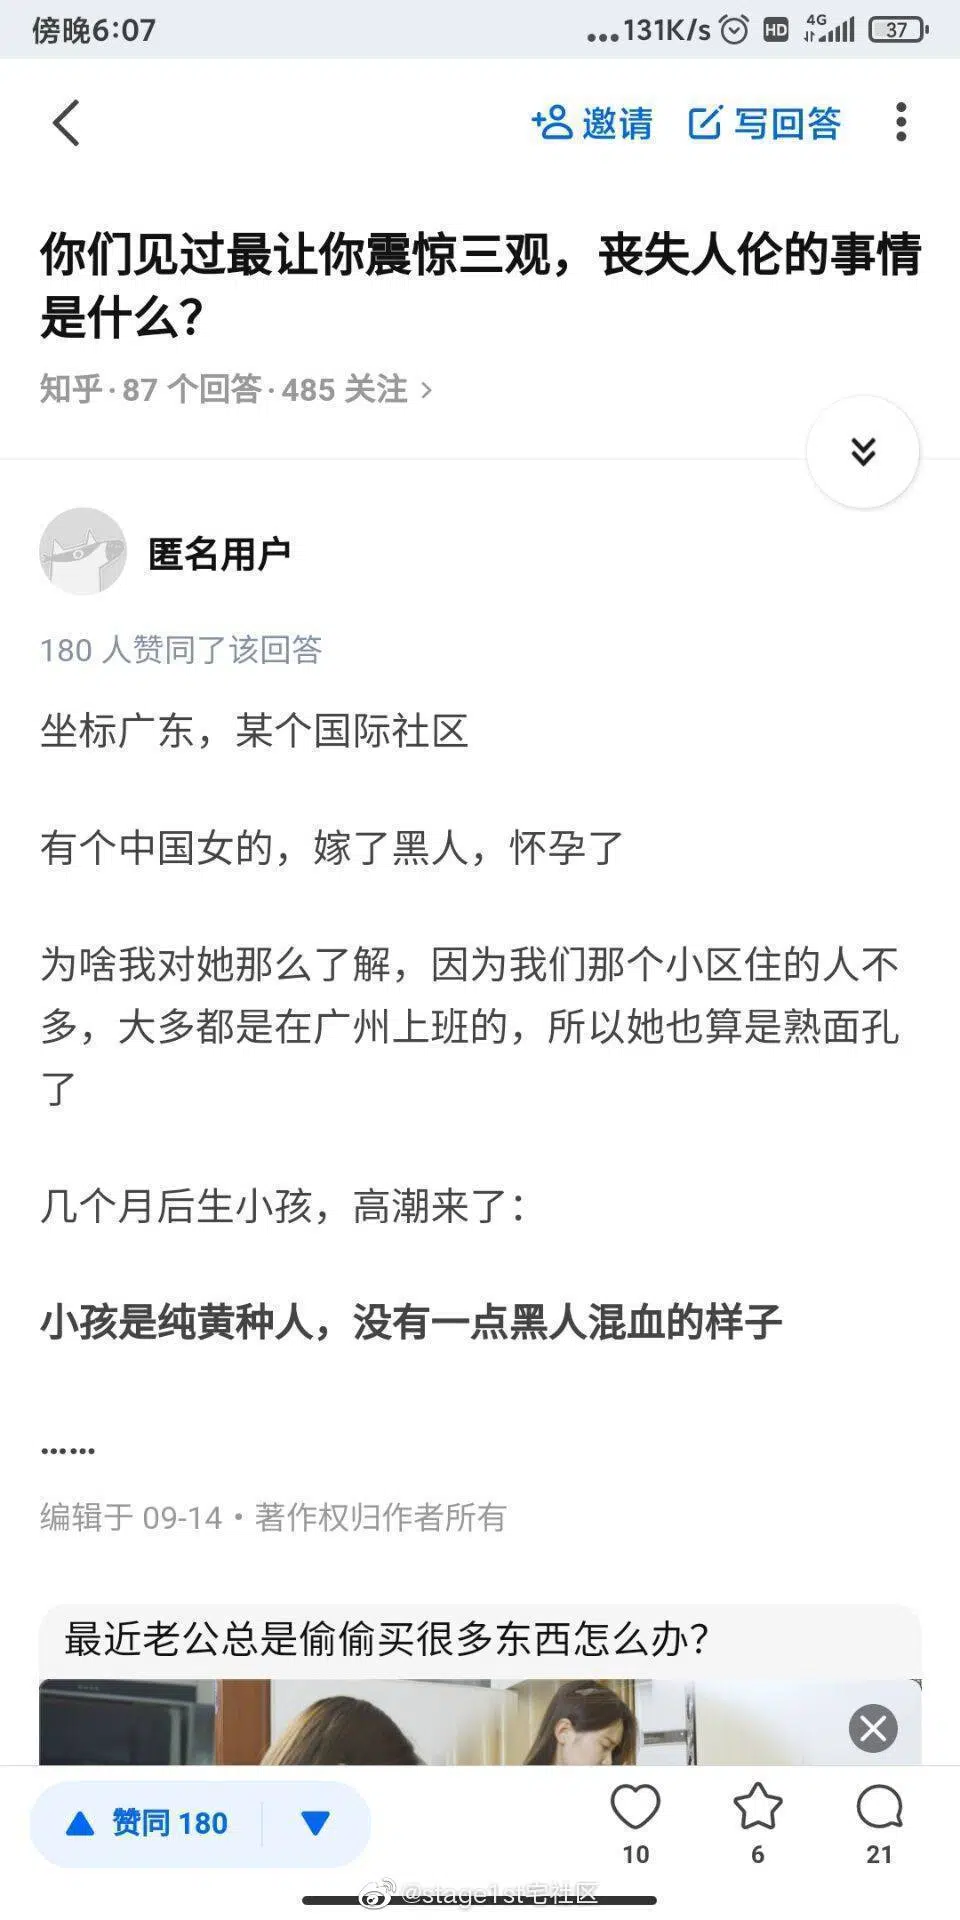 傍晚6:07
...131K/s HD 4G 37
邀请 写回答
你们见过最让你震惊三观，丧失人伦的事情
是什么？
知乎·87 个回答·485 关注 >
匿名用户
180 人赞同了该回答
坐标广东，某个国际社区
有个中国女的，嫁了黑人，怀孕了
为啥我对她那么了解，因为我们那个小区住的人不
多，大多都是在广州上班的，所以她也算是熟面孔
了
几个月后生小孩，高潮来了：
小孩是纯黄种人，没有一点黑人混血的样子
……
编辑于 09-14・著作权归作者所有
最近老公总是偷偷买很多东西怎么办？
赞同 180
10
6
21
@stage1st宅社区